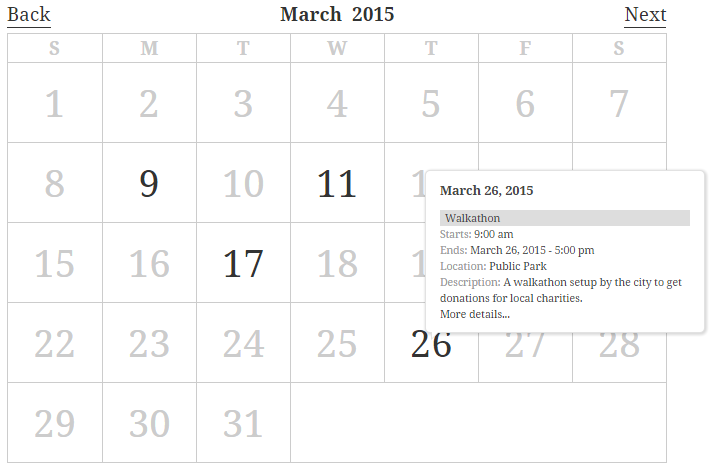 Back March 2015 Next
S M T W T F S
1 2 3 4 5 6 7
8 9 10 11
15 16 17 18
22 23 24 25 26 27 28
29 30 31
March 26, 2015
Walkathon
Starts: 9:00 am
Ends: March 26, 2015 - 5:00 pm
Location: Public Park
Description: A walkathon setup by the city to get
donations for local charities.
More details...